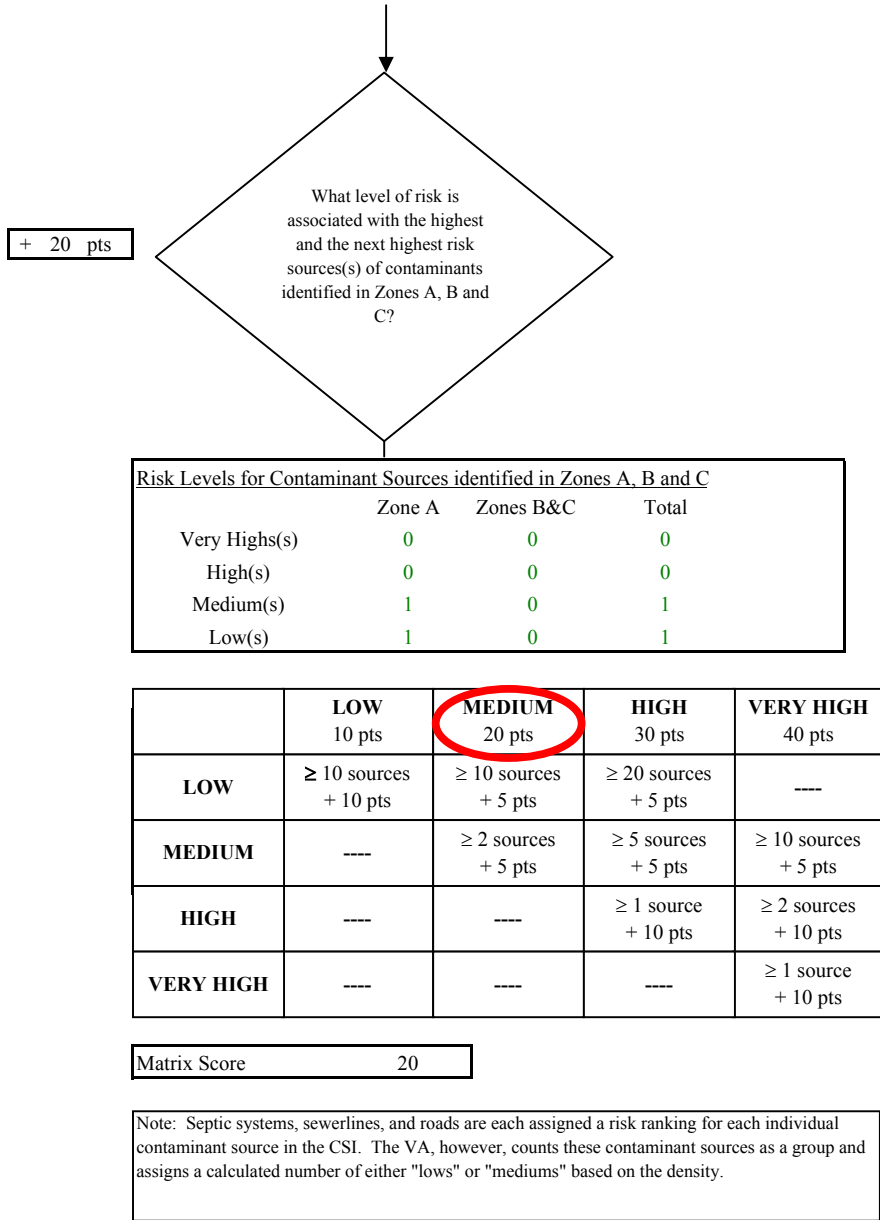 What level of risk is
associated with the highest
and the next highest risk
sources(s) of contaminants
identified in Zones A, B and
C?
+ 20 pts
Risk Levels for Contaminant Sources identified in Zones A, B and C
Zone A Zones B&C Total
Very Highs(s) 0 0 0
High(s) 0 0 0
Medium(s) 1 0 1
Low(s) 1 0 1
LOW MEDIUM HIGH VERY HIGH
10 pts 20 pts 30 pts 40 pts
LOW ≥ 10 sources ≥ 10 sources ≥ 20 sources ----
+ 10 pts + 5 pts + 5 pts
MEDIUM ---- ≥ 2 sources ≥ 5 sources ≥ 10 sources
+ 5 pts + 5 pts + 5 pts
HIGH ---- ---- ≥ 1 source ≥ 2 sources
+ 10 pts + 10 pts
VERY HIGH ---- ---- ---- ≥ 1 source
+ 10 pts
Matrix Score 20
Note: Septic systems, sewerlines, and roads are each assigned a risk ranking for each individual
contaminant source in the CSI. The VA, however, counts these contaminant sources as a group and
assigns a calculated number of either "lows" or "mediums" based on the density.